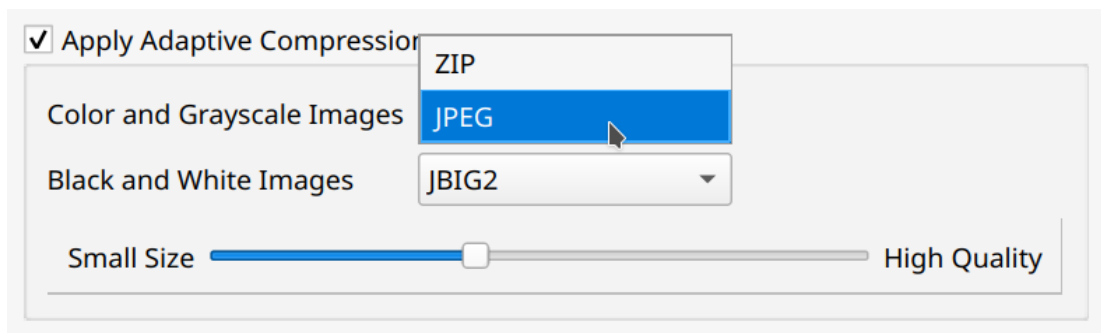 Apply Adaptive Compression
ZIP
Color and Grayscale Images JPEG
Black and White Images JBIG2
Small Size High Quality